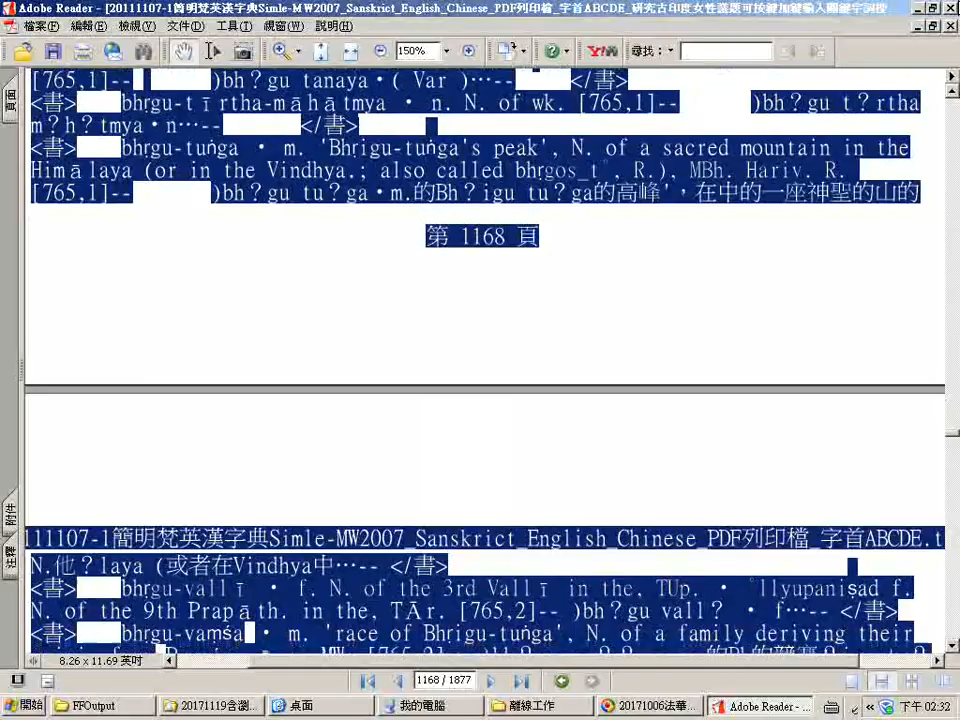 Adobe Reader - [20111107-1簡明梵英漢字典Simle-MW2007_Sanskrict_English_Chinese_PDF列印檔_字首ABCDE_研究古印度女性議題可按鍵加鍵輸入關鍵字詞搜
檔案(F) 編輯(E) 檢視(V) 文件(D) 工具(T) 視窗(W) 說明(H)
150% Y! 尋找:
頁面
[765,1]-- )bh?gu tanaya·( Var )…-- </書>
<書> bhṛgu-tīrtha-māhātmya · n. N. of wk. [765,1]-- )bh?gu t?rtha
m?h?tmya·n…-- </書>
<書> bhṛgu-tuṅga · m. 'Bhṛigu-tuṅga's peak', N. of a sacred mountain in the
Himālaya (or in the Vindhya.; also called bhṛgos_t°, R.), MBh. Hariv. R.
[765,1]-- )bh?gu tu?ga·m.的Bh?igu tu?ga的高峰'，在中的一座神聖的山的
第 1168 頁
附件
注釋
111107-1簡明梵英漢字典Simle-MW2007_Sanskrict_English_Chinese_PDF列印檔_字首ABCDE.t
N.他?laya (或者在Vindhya中…-- </書>
<書> bhṛgu-vallī · f. N. of the 3rd Vallī in the, TUp. · °llyupaniṣad f.
N. of the 9th Prapāth. in the, TĀr. [765,2]-- )bh?gu vall? · f…-- </書>
<書> bhṛgu-vaṃśa · m. 'race of Bhṛigu-tuṅga', N. of a family deriving their
8.26 x 11.69 英吋
1168 / 1877
開始 FFOutput 20171119含瀏... 桌面 我的電腦 離線工作 20171006法華... Adobe Reader -... 下午 02:32